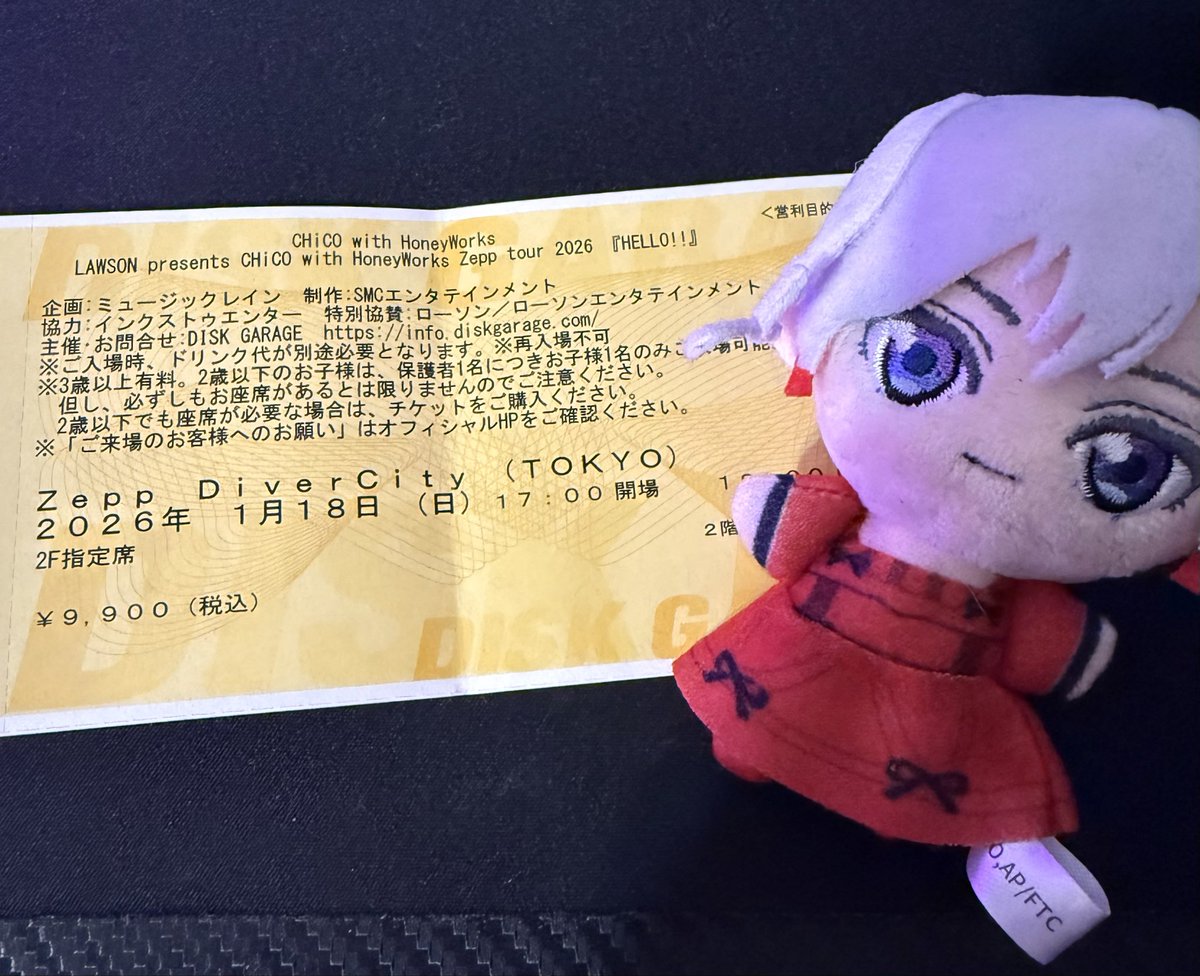 <営利目的
CHiCO with HoneyWorks
LAWSON presents CHiCO with HoneyWorks Zepp tour 2026 『HELLO!!』
企画:ミュージックレイン 制作:SMCエンタテインメント
協力:インクストゥエンター 特別協賛:ローソン/ローソンエンタテインメント
主催・お問合せ:DISK GARAGE https://info.diskgarage.com/
※ご入場時、ドリンク代が別途必要となります。※再入場不可
※3歳以上有料。2歳以下のお子様は、保護者1名につきお子様1名のみご入場可能
但し、必ずしもお座席があるとは限りませんのでご注意ください。
2歳以下でも座席が必要な場合は、チケットをご購入ください。
※「ご来場のお客様へのお願い」はオフィシャルHPをご確認ください。
Zepp DiverCity (TOKYO)
2026年 1月18日 (日) 17:00開場
2F指定席 2階
¥9,900(税込)
DISK G
O,AP/FTC